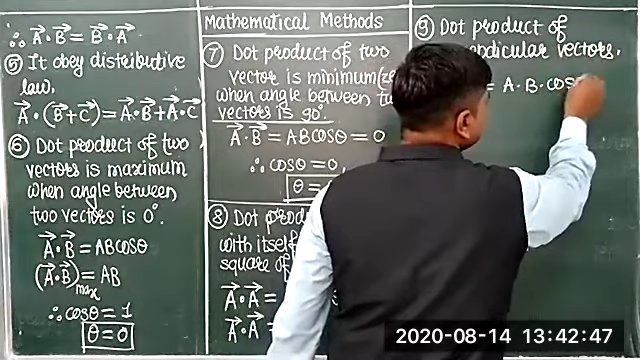 ∴ A⃗·B⃗ = B⃗·A⃗
⑤ It obey distributive
law.
A⃗·(B⃗+C⃗) = A⃗·B⃗+A⃗·C⃗
⑥ Dot product of two
vectors is maximum
when angle between
two vectors is 0°.
A⃗·B⃗ = ABcosθ
(A⃗·B⃗)max = AB
∴ cosθ = 1
θ = 0
Mathematical Methods
⑦ Dot product of two
vector is minimum
when angle between
vectors is 90°.
A⃗·B⃗ = ABcosθ = 0
∴ cosθ = 0,
θ =
⑧ Dot
with itself
square of
A⃗·A⃗ =
A⃗·A⃗ =
⑨ Dot product of
vectors.
= A·B·cos
2020-08-14 13:42:47